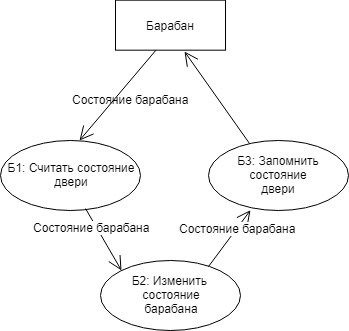 Барабан
Состояние барабана
Б1: Считать состояние
двери
Б3: Запомнить
состояние
двери
Состояние барабана
Состояние барабана
Б2: Изменить
состояние
барабана